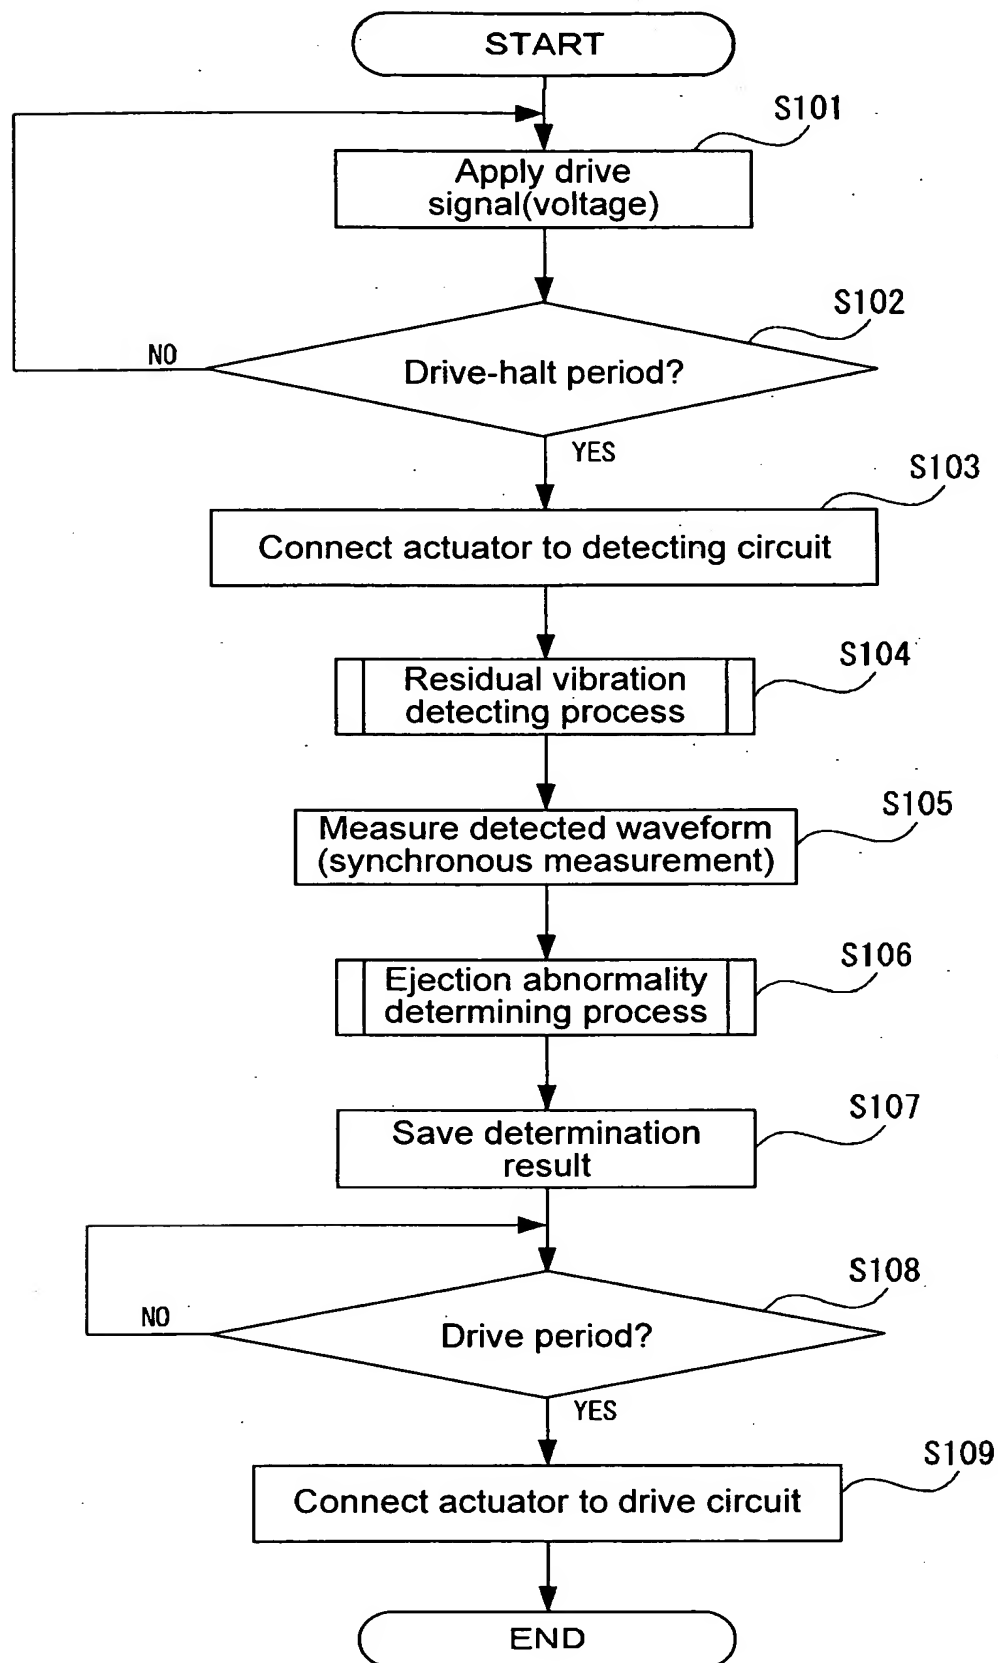 START
S101
Apply drive
signal(voltage)
S102
NO
Drive-halt period?
YES
S103
Connect actuator to detecting circuit
S104
Residual vibration
detecting process
S105
Measure detected waveform
(synchronous measurement)
S106
Ejection abnormality
determining process
S107
Save determination
result
S108
NO
Drive period?
YES
S109
Connect actuator to drive circuit
END